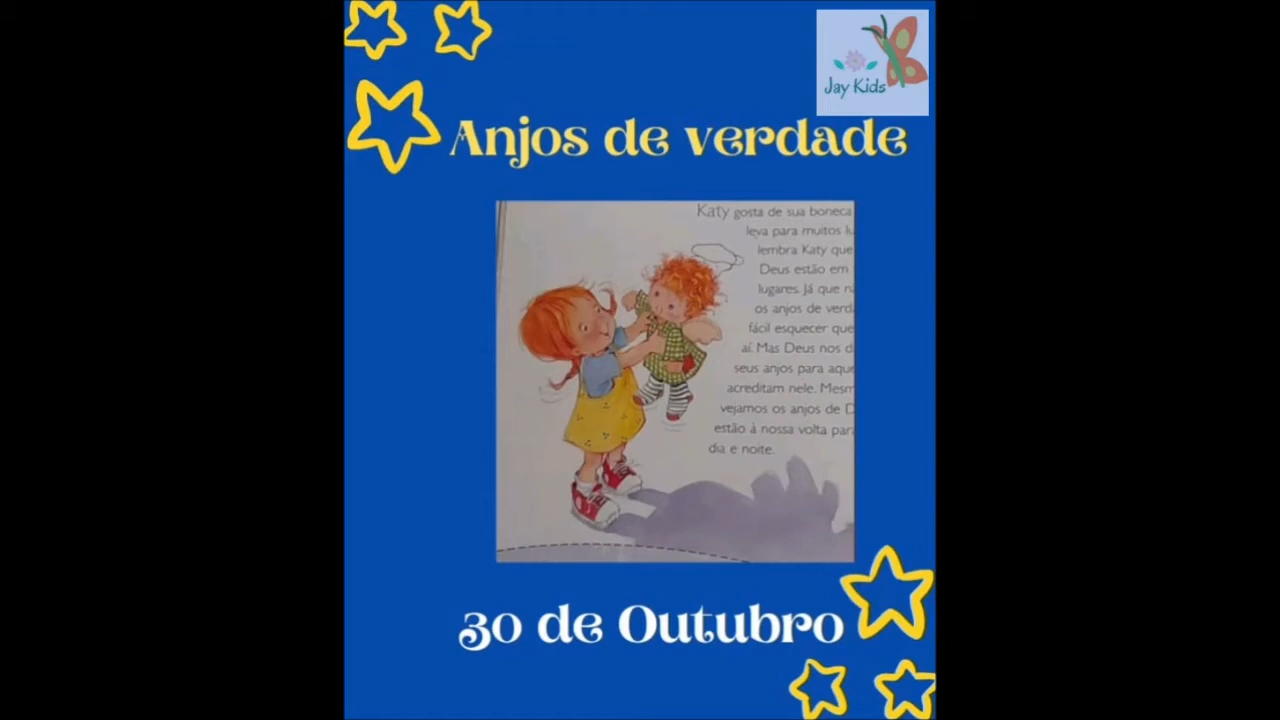 Jay Kids
Anjos de verdade
Katy gosta de sua boneca
leva para muitos
lembra Katy que
Deus estão em
lugares. Já que
os anjos de
fácil esquecer que
aí. Mas Deus nos
seus anjos para
acreditam nele.
vejamos os anjos de
estão à nossa volta
dia e noite.
30 de Outubro